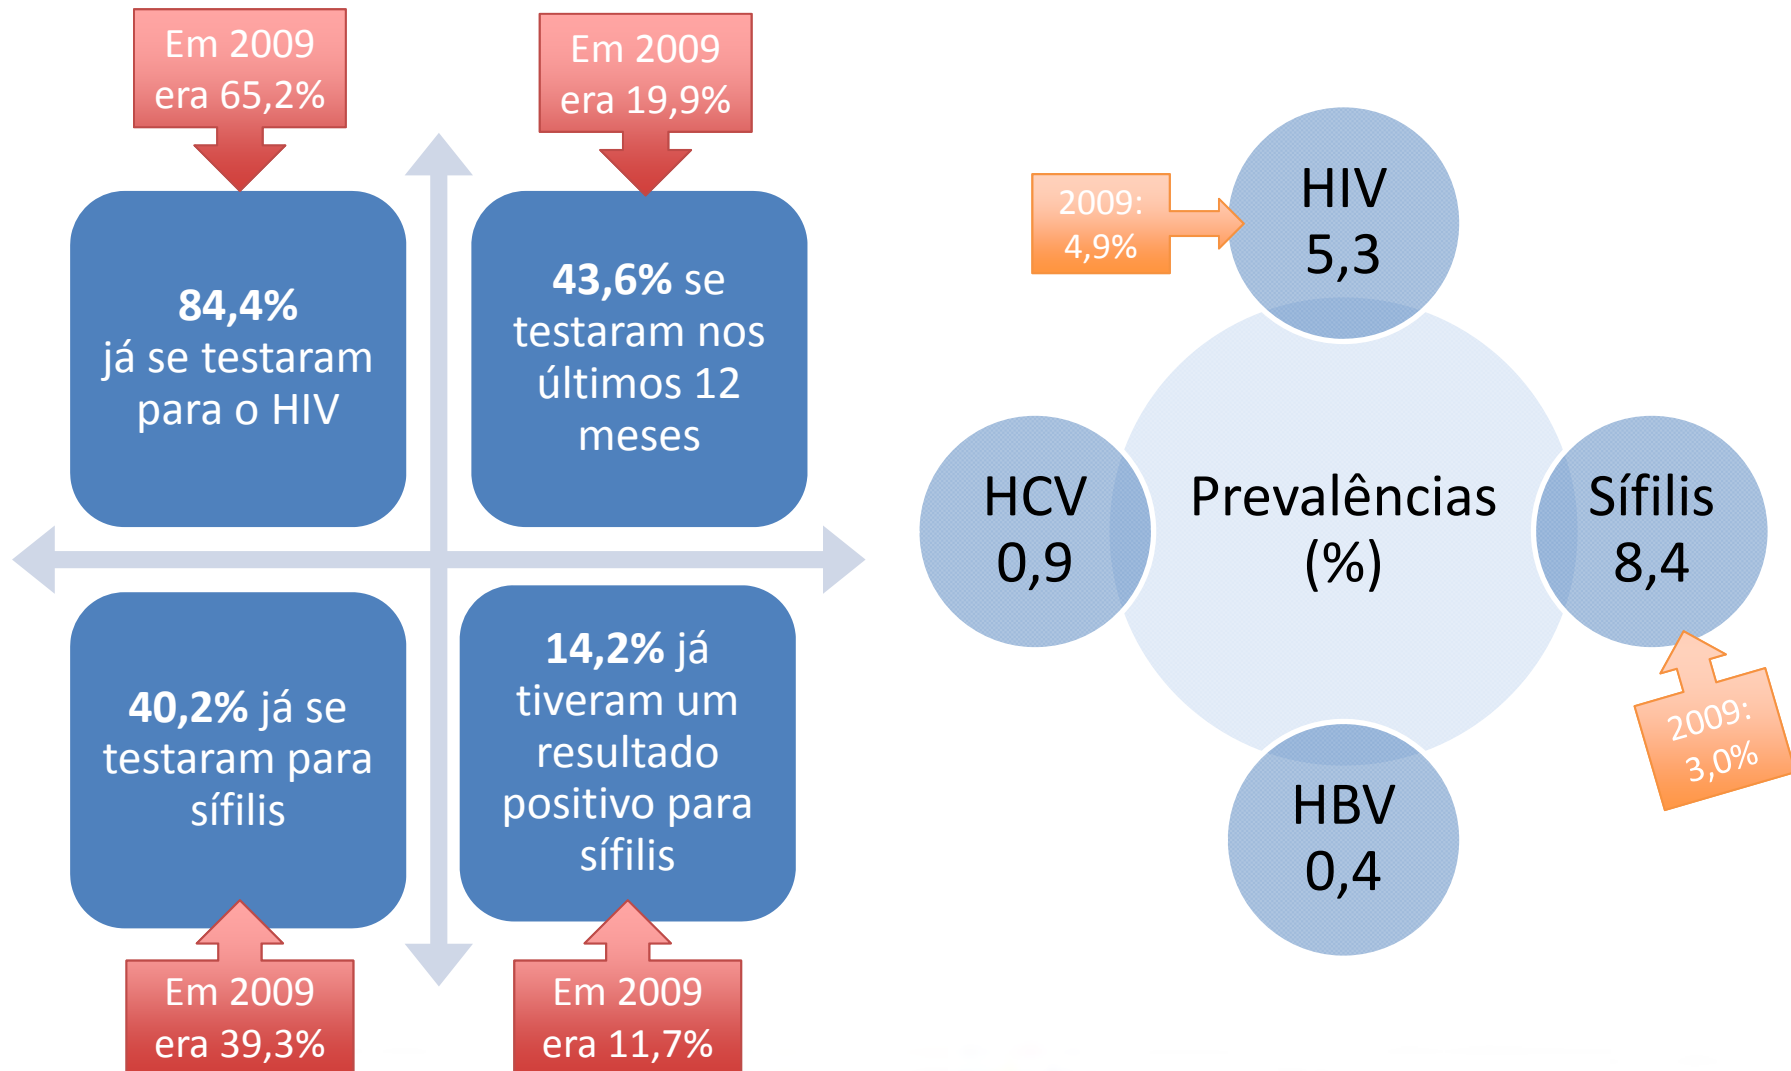 Em 2009
era 65,2%
Em 2009
era 19,9%
84,4%
já se testaram
para o HIV
43,6% se
testaram nos
últimos 12
meses
40,2% já se
testaram para
sífilis
14,2% já
tiveram um
resultado
positivo para
sífilis
Em 2009
era 39,3%
Em 2009
era 11,7%
2009:
4,9%
HIV
5,3
HCV
0,9
Prevalências
(%)
Sífilis
8,4
2009:
3,0%
HBV
0,4